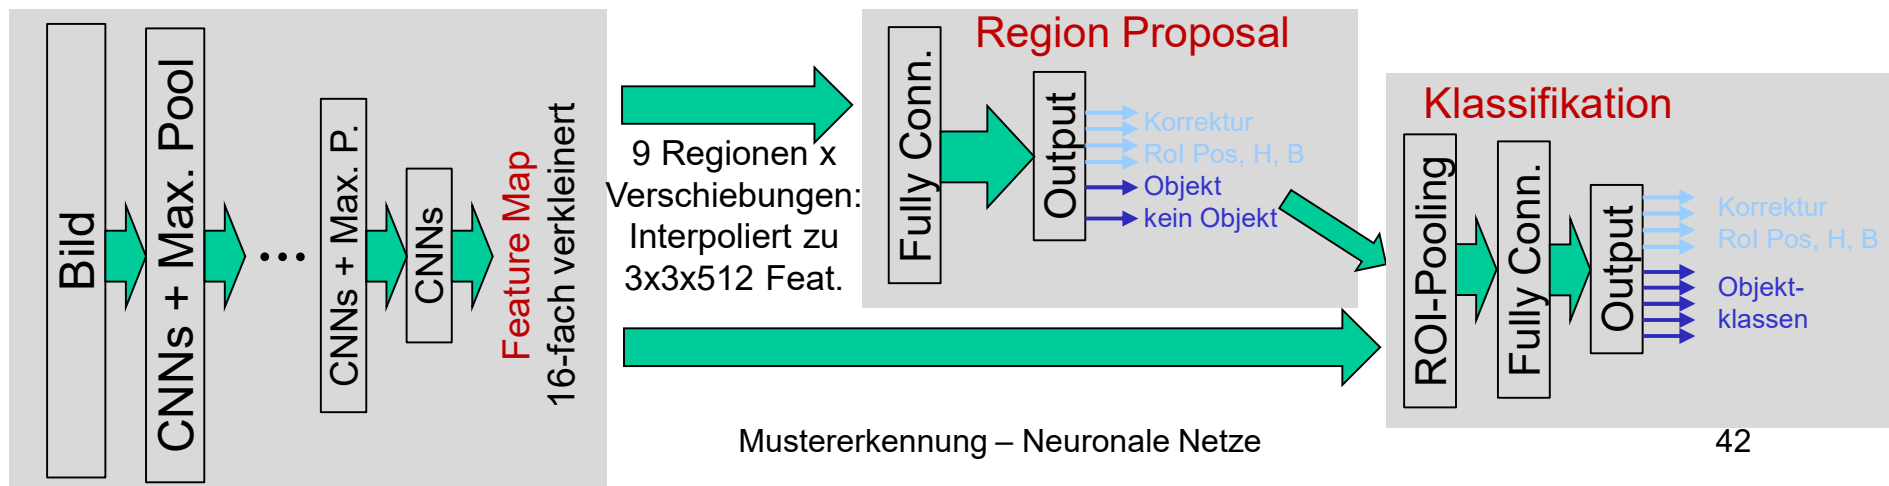 Bild
CNNs + Max. Pool
...
CNNs + Max. P.
CNNs
Feature Map
16-fach verkleinert
9 Regionen x
Verschiebungen:
Interpoliert zu
3x3x512 Feat.
Region Proposal
Fully Conn.
Output
Korrektur
RoI Pos, H, B
Objekt
kein Objekt
Klassifikation
ROI-Pooling
Fully Conn.
Output
Korrektur
RoI Pos, H, B
Objekt-
klassen
Mustererkennung – Neuronale Netze
42